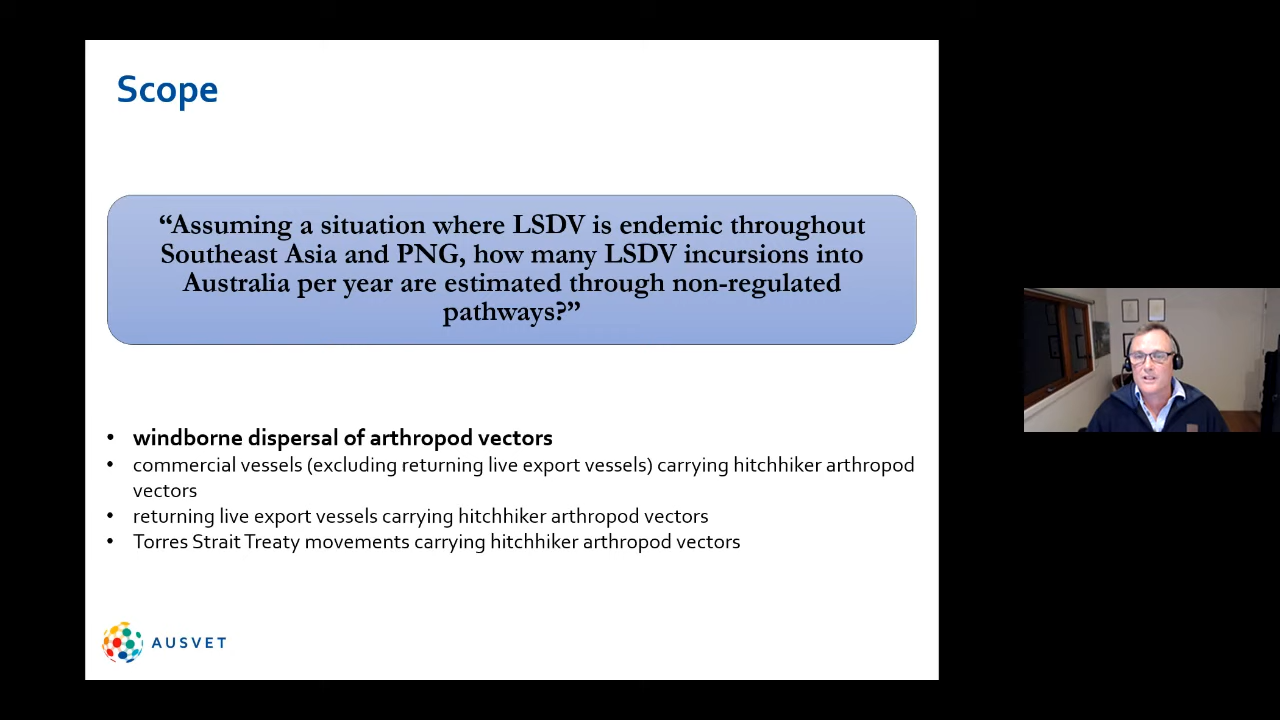 Scope
“Assuming a situation where LSDV is endemic throughout
Southeast Asia and PNG, how many LSDV incursions into
Australia per year are estimated through non-regulated
pathways?”
• windborne dispersal of arthropod vectors
• commercial vessels (excluding returning live export vessels) carrying hitchhiker arthropod
vectors
• returning live export vessels carrying hitchhiker arthropod vectors
• Torres Strait Treaty movements carrying hitchhiker arthropod vectors
AUSVET